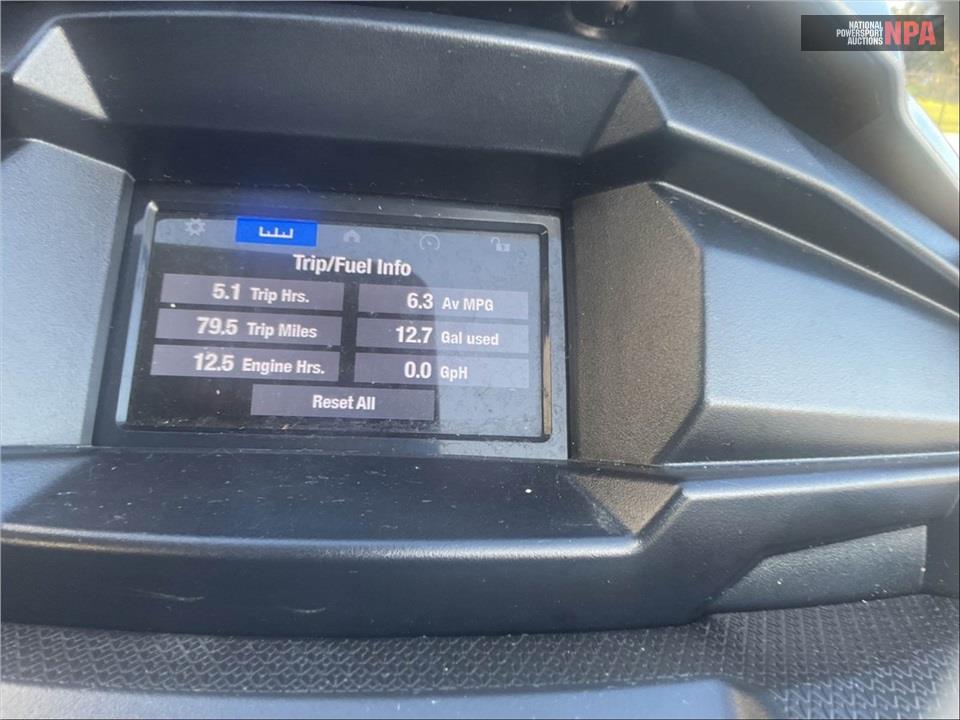 NATIONAL
POWERSPORT
AUCTIONS
NPA
Trip/Fuel Info
5.1 Trip Hrs.
6.3 Av MPG
79.5 Trip Miles
12.7 Gal used
12.5 Engine Hrs.
0.0 GpH
Reset All